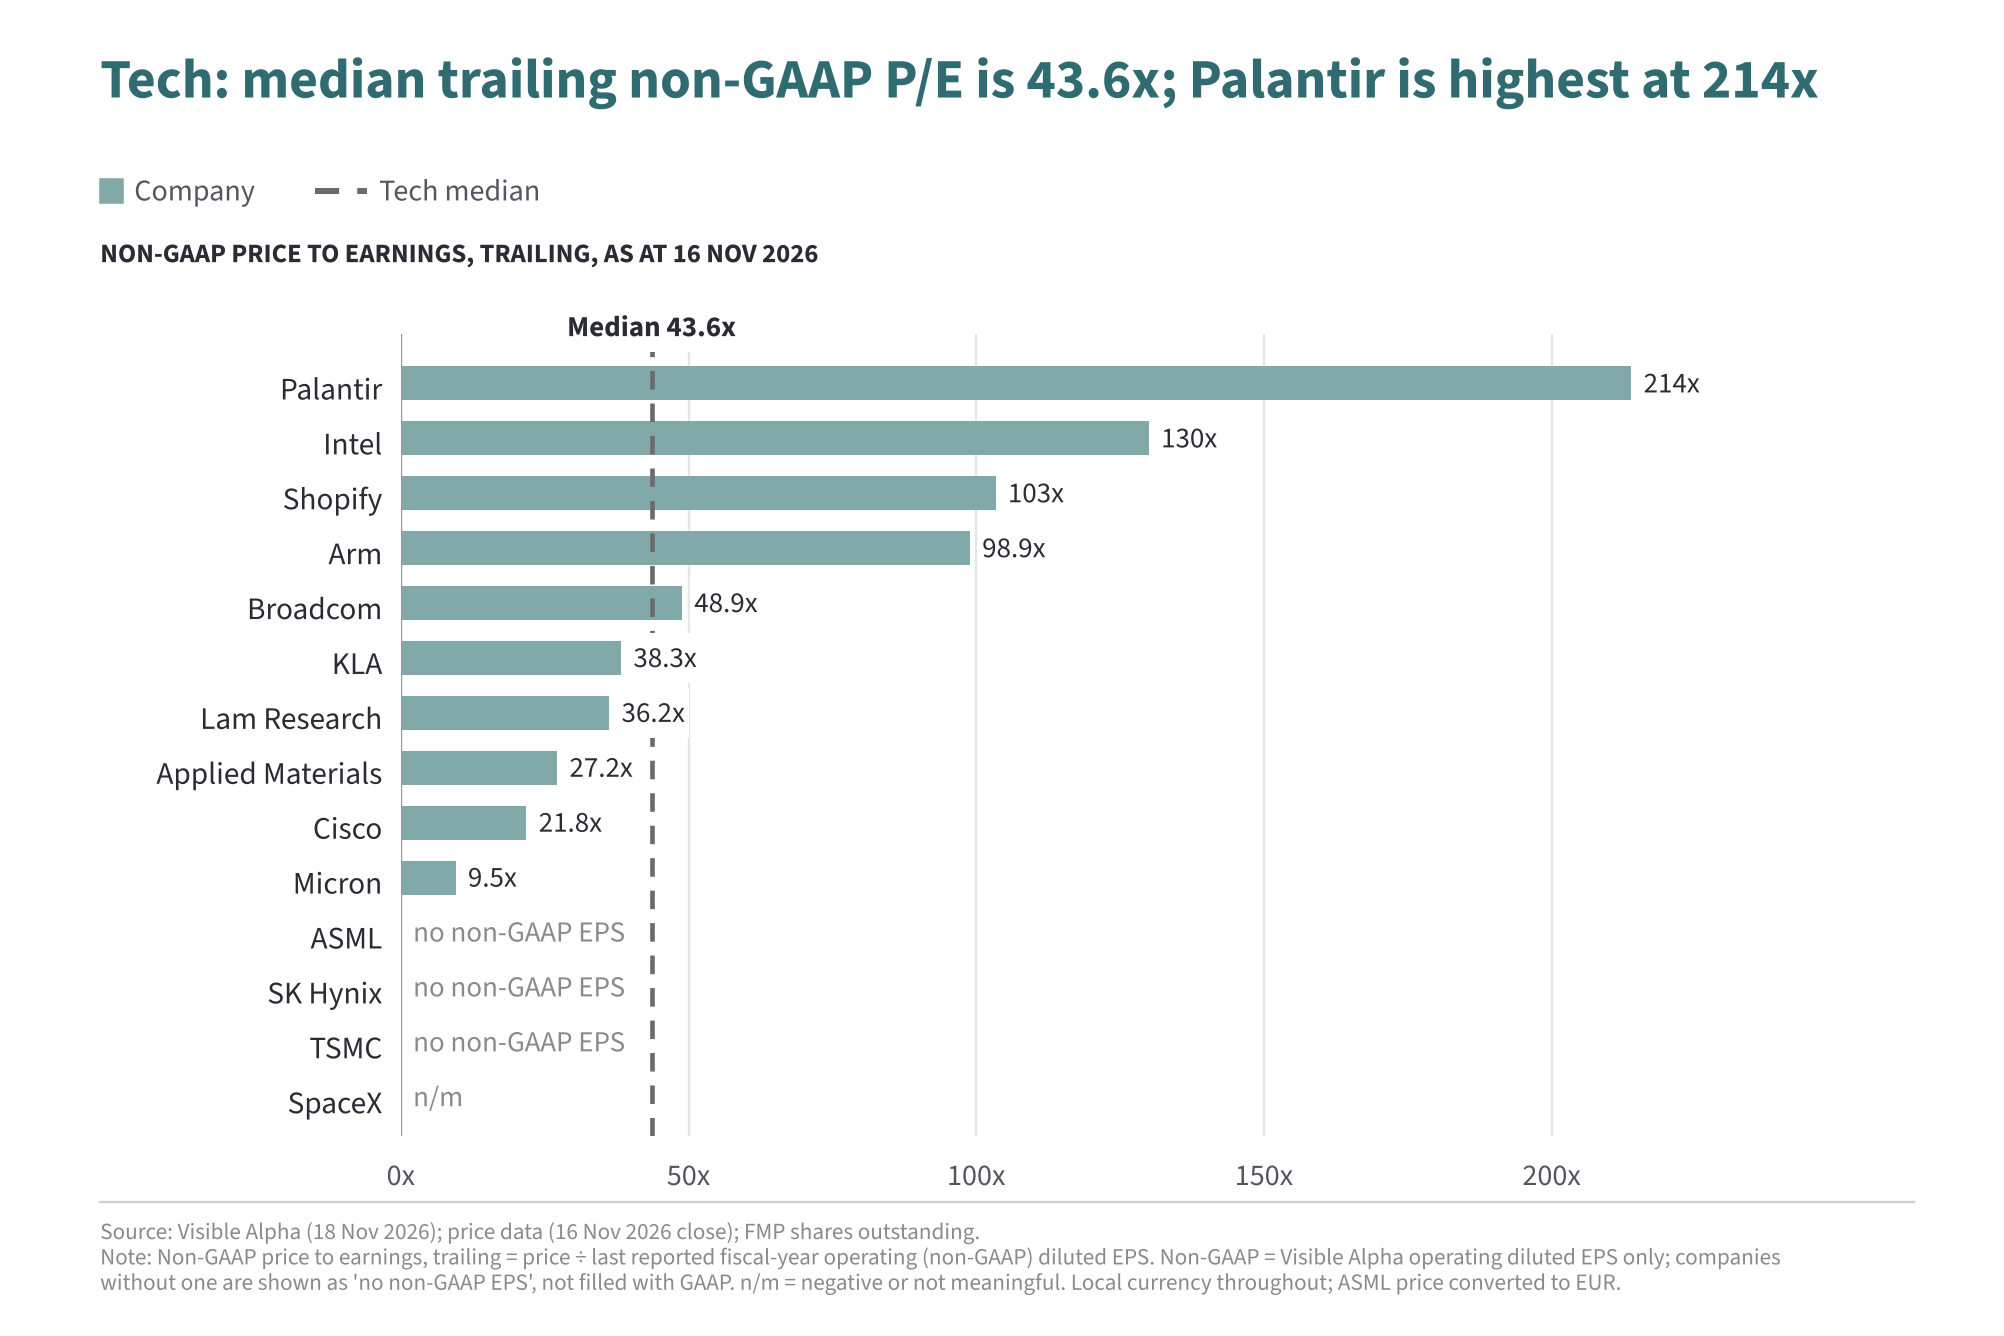 Tech: median trailing non-GAAP P/E is 43.6x; Palantir is highest at 214x
Company
Tech median
NON-GAAP PRICE TO EARNINGS, TRAILING, AS AT 16 NOV 2026
Median 43.6x
Palantir 214x
Intel 130x
Shopify 103x
Arm 98.9x
Broadcom 48.9x
KLA 38.3x
Lam Research 36.2x
Applied Materials 27.2x
Cisco 21.8x
Micron 9.5x
ASML no non-GAAP EPS
SK Hynix no non-GAAP EPS
TSMC no non-GAAP EPS
SpaceX n/m
0x 50x 100x 150x 200x
Source: Visible Alpha (18 Nov 2026); price data (16 Nov 2026 close); FMP shares outstanding.
Note: Non-GAAP price to earnings, trailing = price ÷ last reported fiscal-year operating (non-GAAP) diluted EPS. Non-GAAP = Visible Alpha operating diluted EPS only; companies
without one are shown as 'no non-GAAP EPS', not filled with GAAP. n/m = negative or not meaningful. Local currency throughout; ASML price converted to EUR.